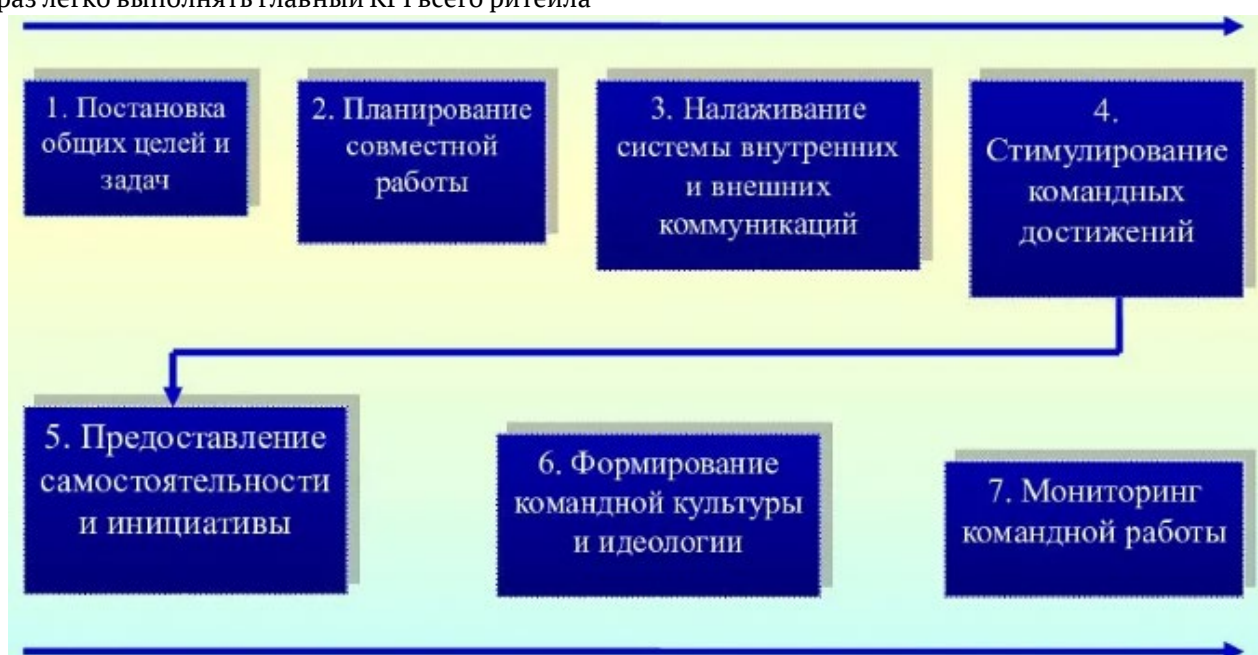 раз легко выполнять главный KPI всего ритейла
1. Постановка
общих целей и
задач
2. Планирование
совместной
работы
3. Налаживание
системы внутренних
и внешних
коммуникаций
4.
Стимулирование
командных
достижений
5. Предоставление
самостоятельности
и инициативы
6. Формирование
командной культуры
и идеологии
7. Мониторинг
командной работы